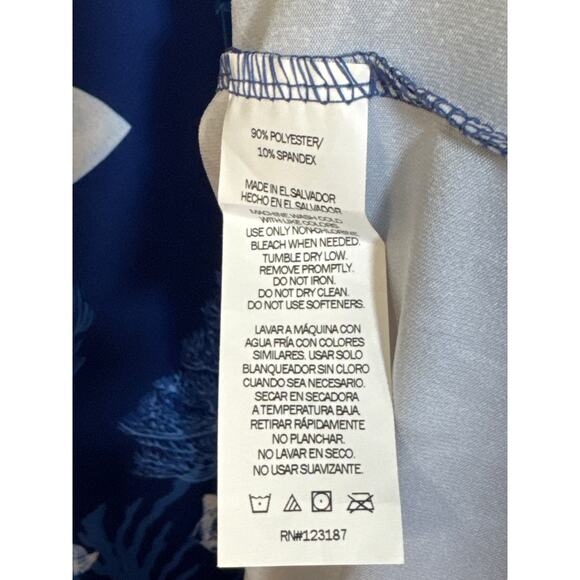 90% POLYESTER/
10% SPANDEX
MADE IN EL SALVADOR
HECHO EN EL SALVADOR
MACHINE WASH COLD
WITH LIKE COLORS
USE ONLY NON-CHLORINE
BLEACH WHEN NEEDED.
TUMBLE DRY LOW.
REMOVE PROMPTLY.
DO NOT IRON.
DO NOT DRY CLEAN.
DO NOT USE SOFTENERS.
LAVAR A MÁQUINA CON
AGUA FRÍA CON COLORES
SIMILARES. USAR SOLO
BLANQUEADOR SIN CLORO
CUANDO SEA NECESARIO.
SECAR EN SECADORA
A TEMPERATURA BAJA.
RETIRAR RÁPIDAMENTE
NO PLANCHAR.
NO LAVAR EN SECO.
NO USAR SUAVIZANTE.
RN#123187